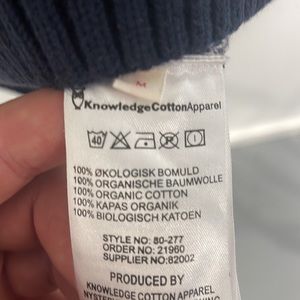 M
KnowledgeCottonApparel
40
100% ØKOLOGISK BOMULD
100% ORGANISCHE BAUMWOLLE
100% ORGANIC COTTON
100% KAPAS ORGANIK
100% BIOLOGISCH KATOEN
STYLE NO: 80-277
ORDER NO: 21960
SUPPLIER NO: 82002
PRODUCED BY
KNOWLEDGE COTTON APPAREL